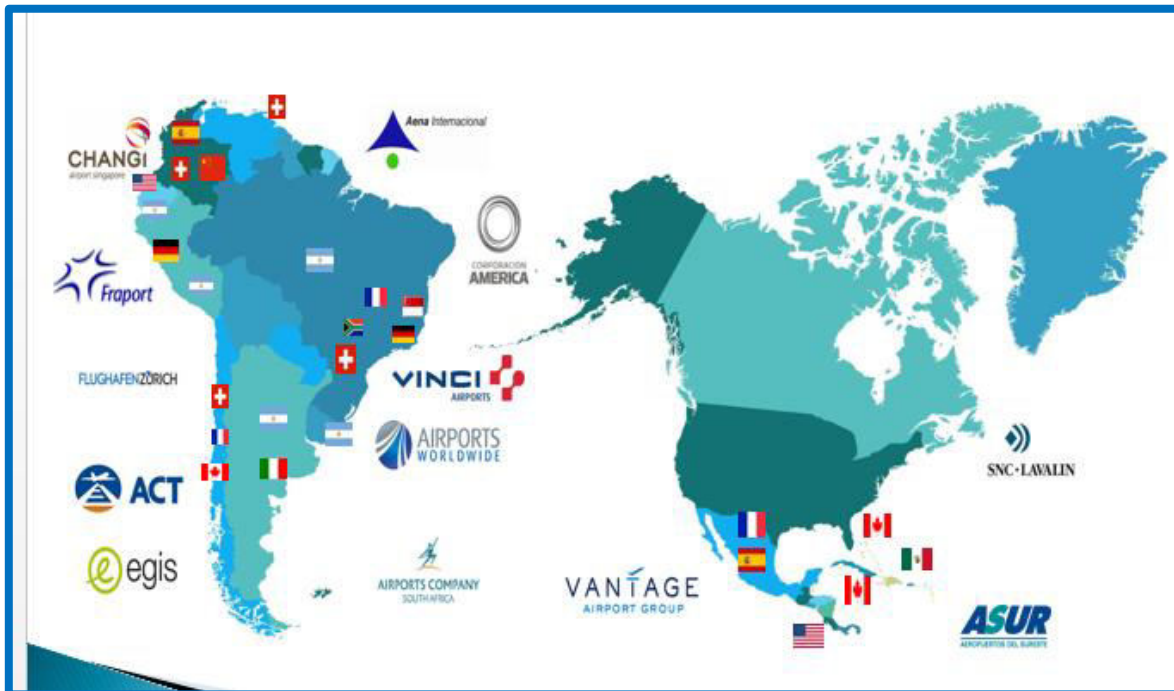 CHANGI
airport singapore
Aena Internacional
CORPORACION
AMERICA
Fraport
FLUGHAFENZÜRICH
VINCI
AIRPORTS
AIRPORTS
WORLDWIDE
SNC•LAVALIN
ACT
egis
AIRPORTS COMPANY
SOUTH AFRICA
VANTAGE
AIRPORT GROUP
ASUR
AEROPUERTOS DEL SURESTE